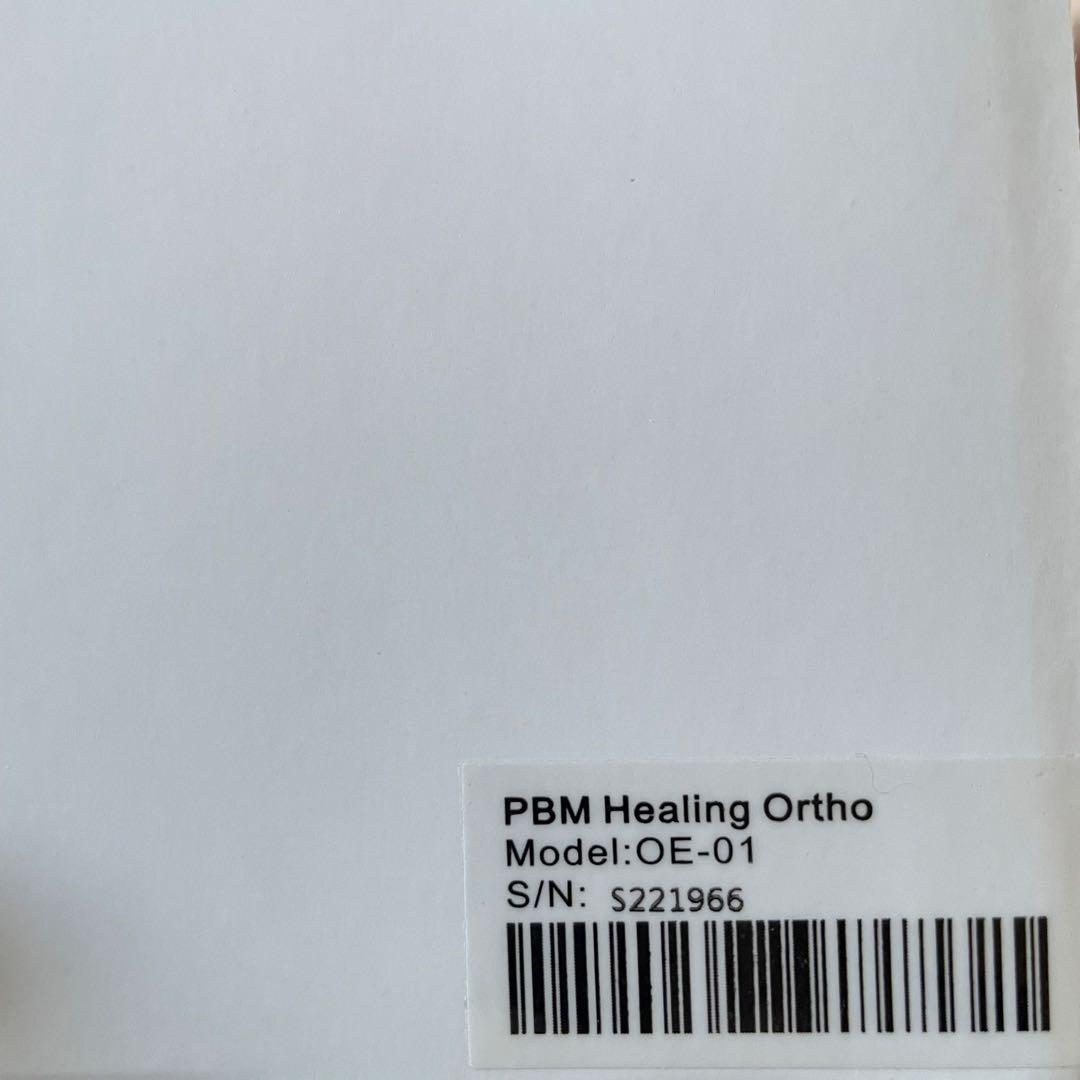 PBM Healing Ortho
Model:OE-01
S/N: S221966